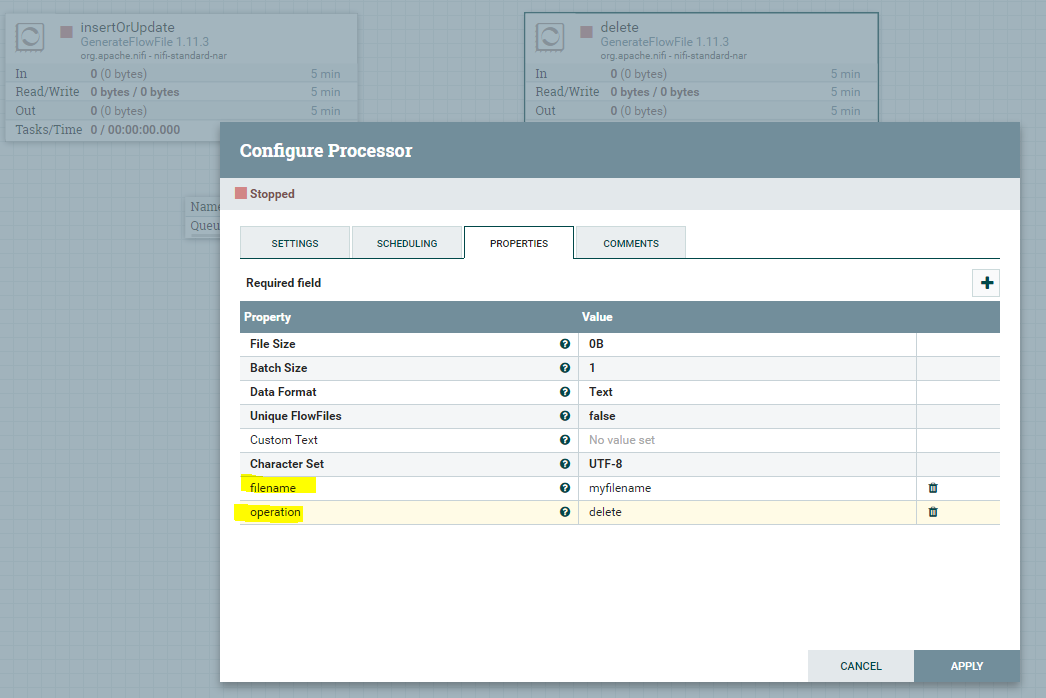 insertOrUpdate
GenerateFlowFile 1.11.3
org.apache.nifi - nifi-standard-nar
In 0 (0 bytes) 5 min
Read/Write 0 bytes / 0 bytes 5 min
Out 0 (0 bytes) 5 min
Tasks/Time 0 / 00:00:00.000
delete
GenerateFlowFile 1.11.3
org.apache.nifi - nifi-standard-nar
In 0 (0 bytes) 5 min
Read/Write 0 bytes / 0 bytes 5 min
Out 0 (0 bytes) 5 min
Configure Processor
Stopped
SETTINGS SCHEDULING PROPERTIES COMMENTS
Required field
Property Value
File Size 0B
Batch Size 1
Data Format Text
Unique FlowFiles false
Custom Text No value set
Character Set UTF-8
filename myfilename
operation delete
CANCEL APPLY